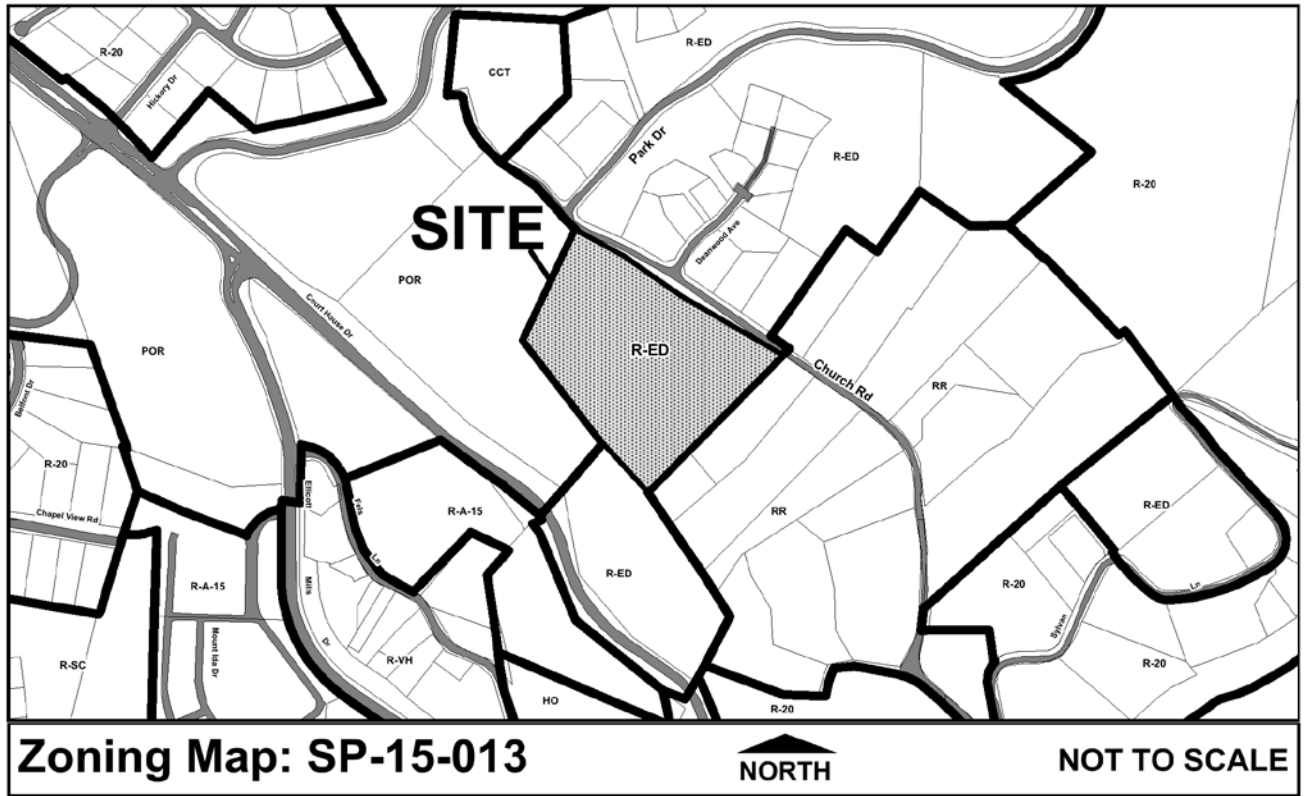 R-20
Hickory Dr
CCT
R-ED
Park Dr
R-ED
R-20
SITE
Deanwood Ave
POR
Court House Dr
POR
R-ED
Church Rd
RR
Belfont Dr
R-20
Chapel View Rd
Ellicott
Mills
Dr
Fels
Ln
R-A-15
RR
R-ED
R-ED
R-20
Sylvan
Ln
R-A-15
Mount Ida Dr
R-SC
R-VH
HO
R-20
R-20
Zoning Map: SP-15-013
NORTH
NOT TO SCALE